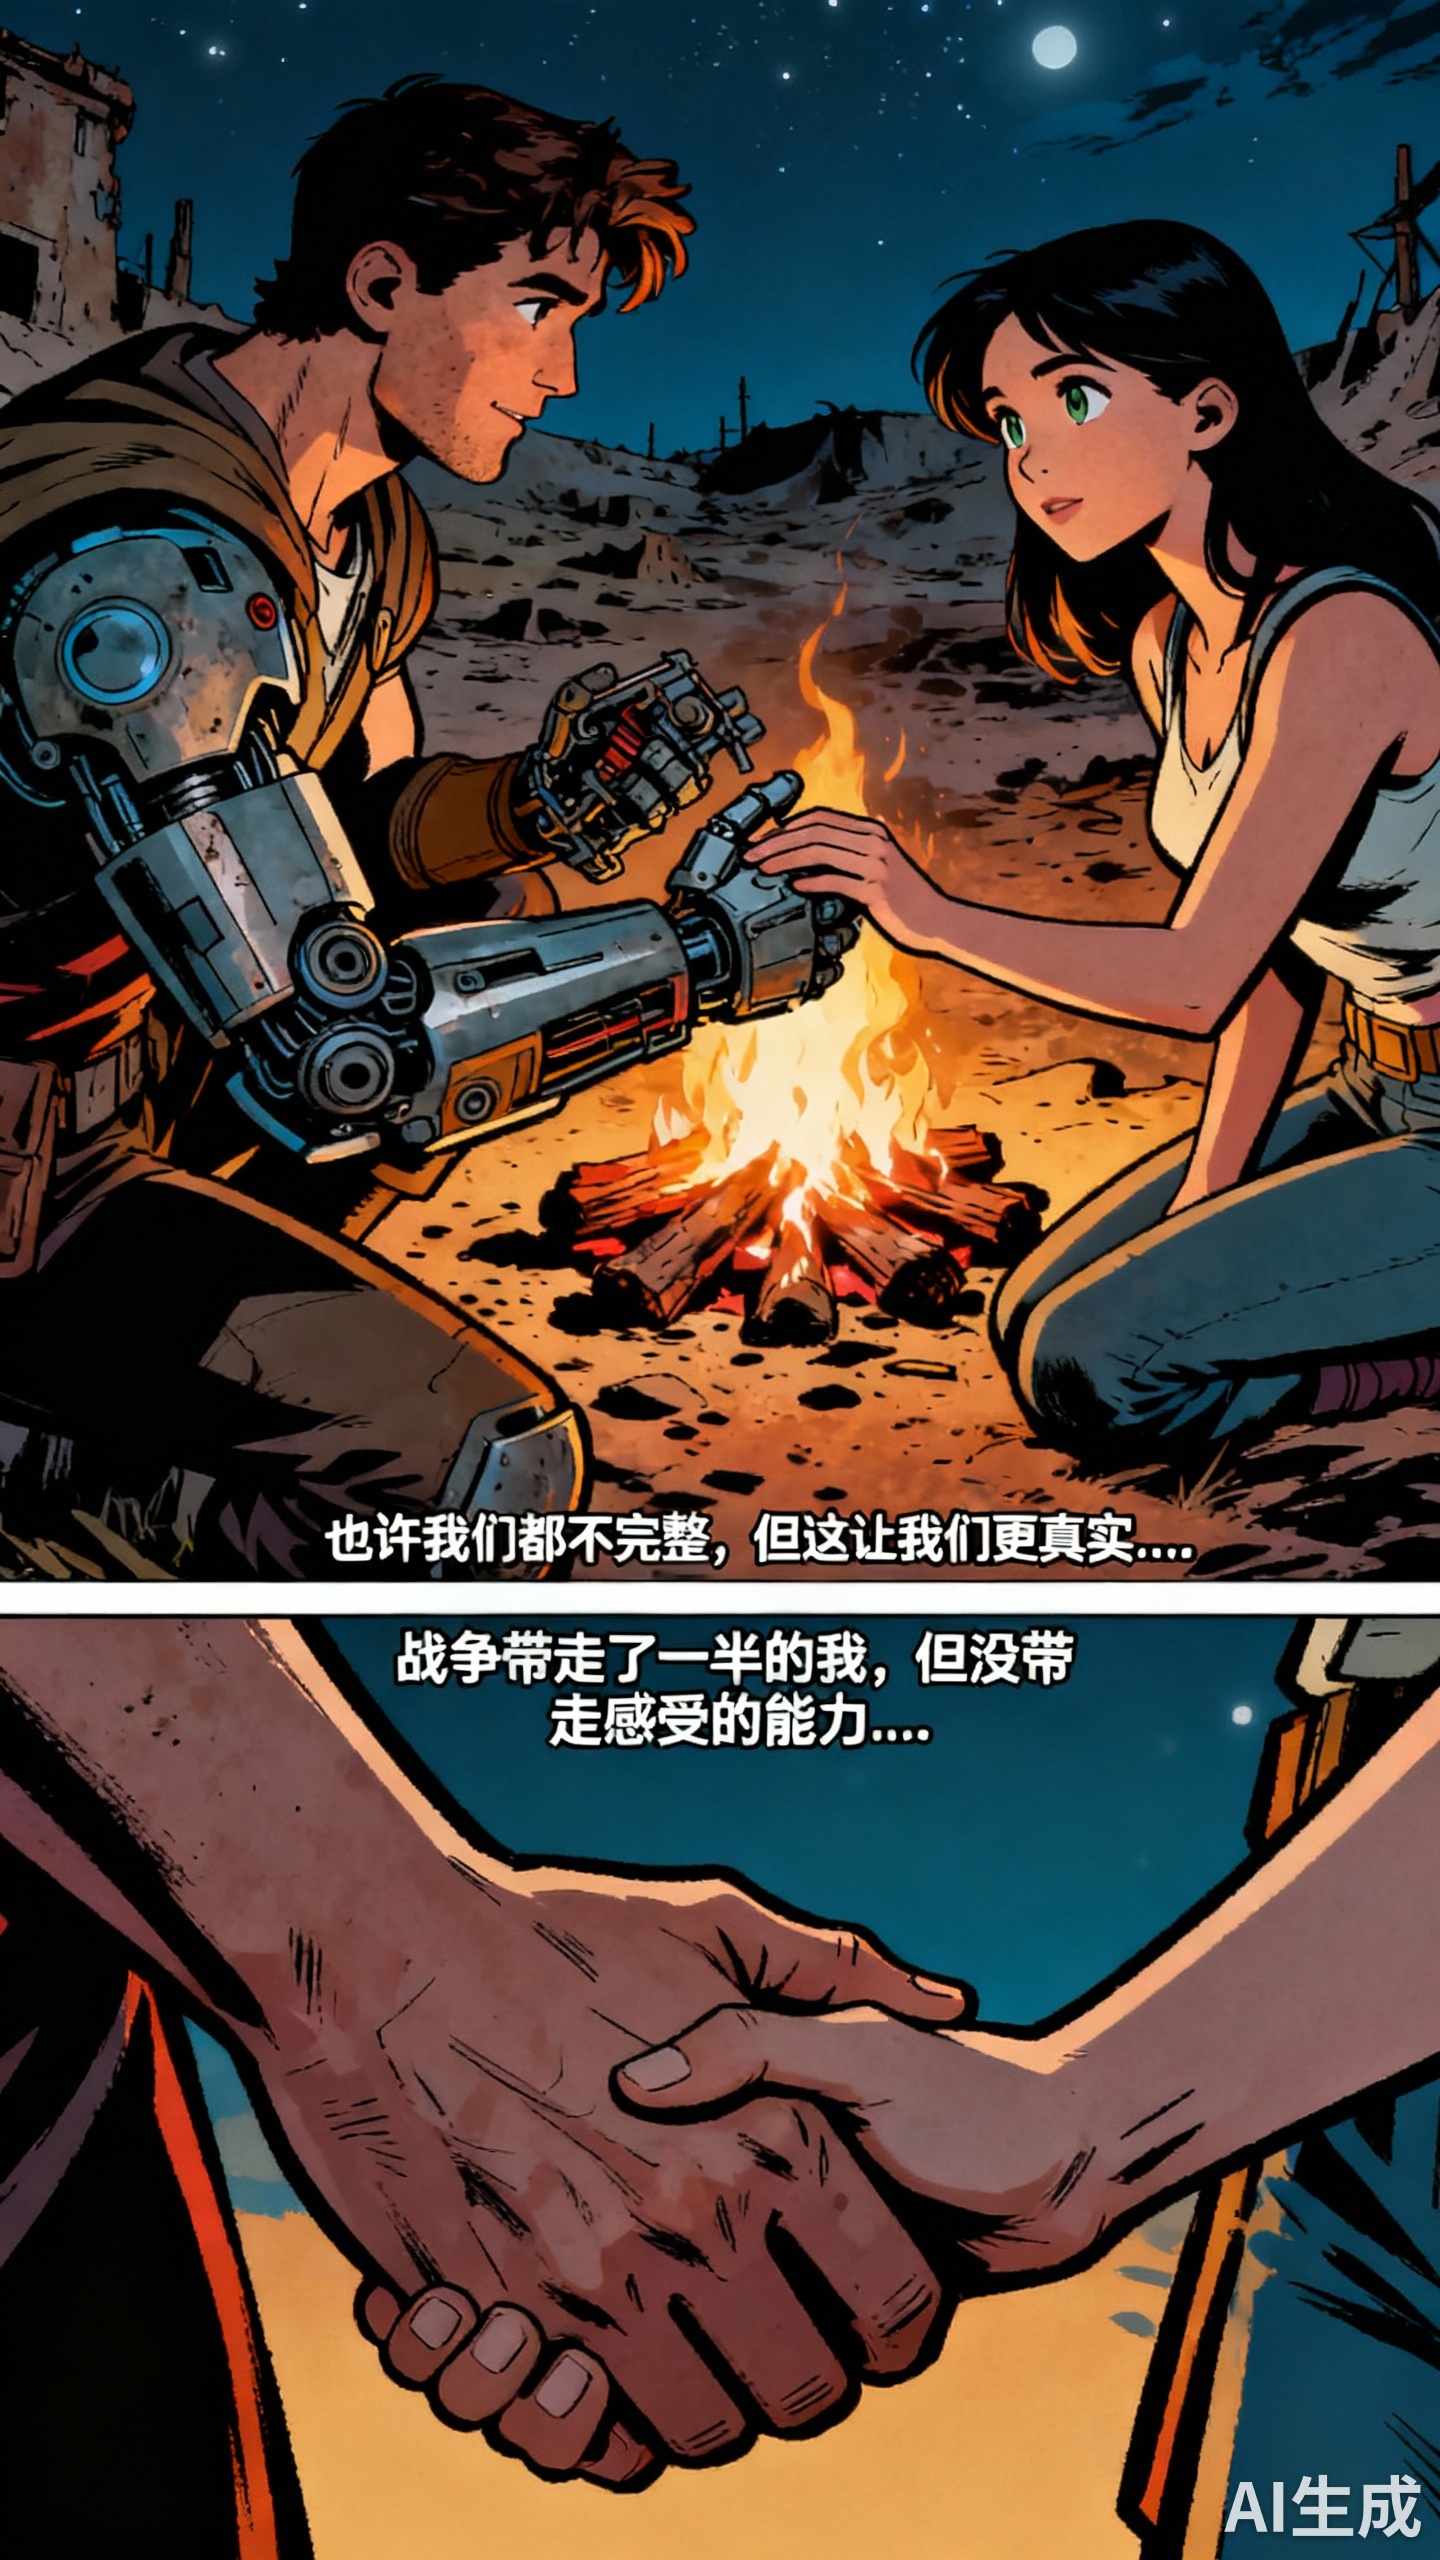 也许我们都不完整，但这让我们更真实....
战争带走了一半的我，但没带
走感受的能力....
AI生成